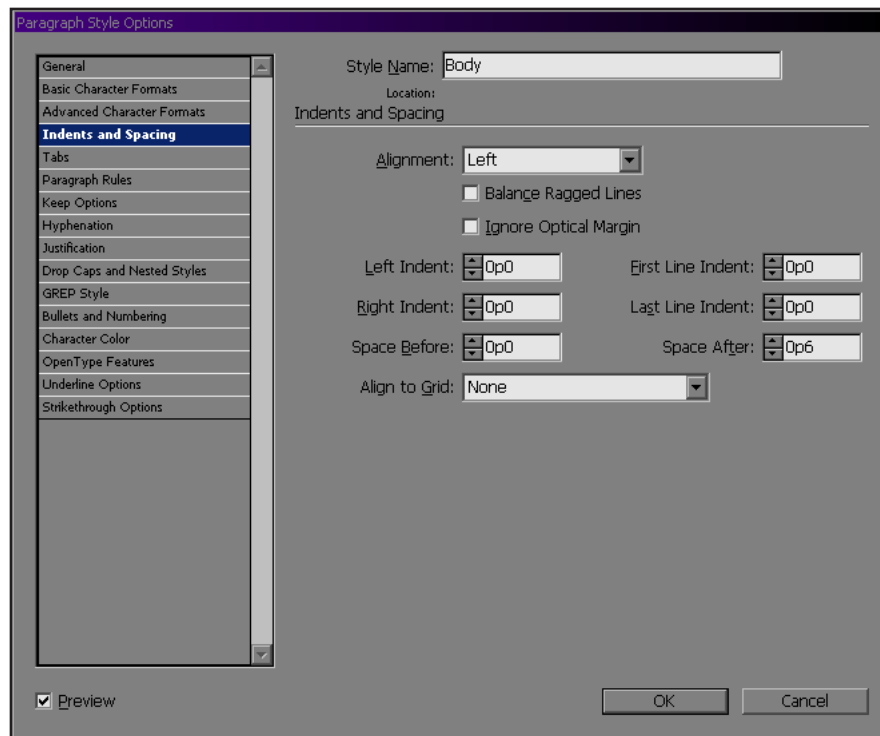 Paragraph Style Options
General
Basic Character Formats
Advanced Character Formats
Indents and Spacing
Tabs
Paragraph Rules
Keep Options
Hyphenation
Justification
Drop Caps and Nested Styles
GREP Style
Bullets and Numbering
Character Color
OpenType Features
Underline Options
Strikethrough Options
Style Name: Body
Location:
Indents and Spacing
Alignment: Left
Balance Ragged Lines
Ignore Optical Margin
Left Indent: 0p0 First Line Indent: 0p0
Right Indent: 0p0 Last Line Indent: 0p0
Space Before: 0p0 Space After: 0p6
Align to Grid: None
Preview OK Cancel